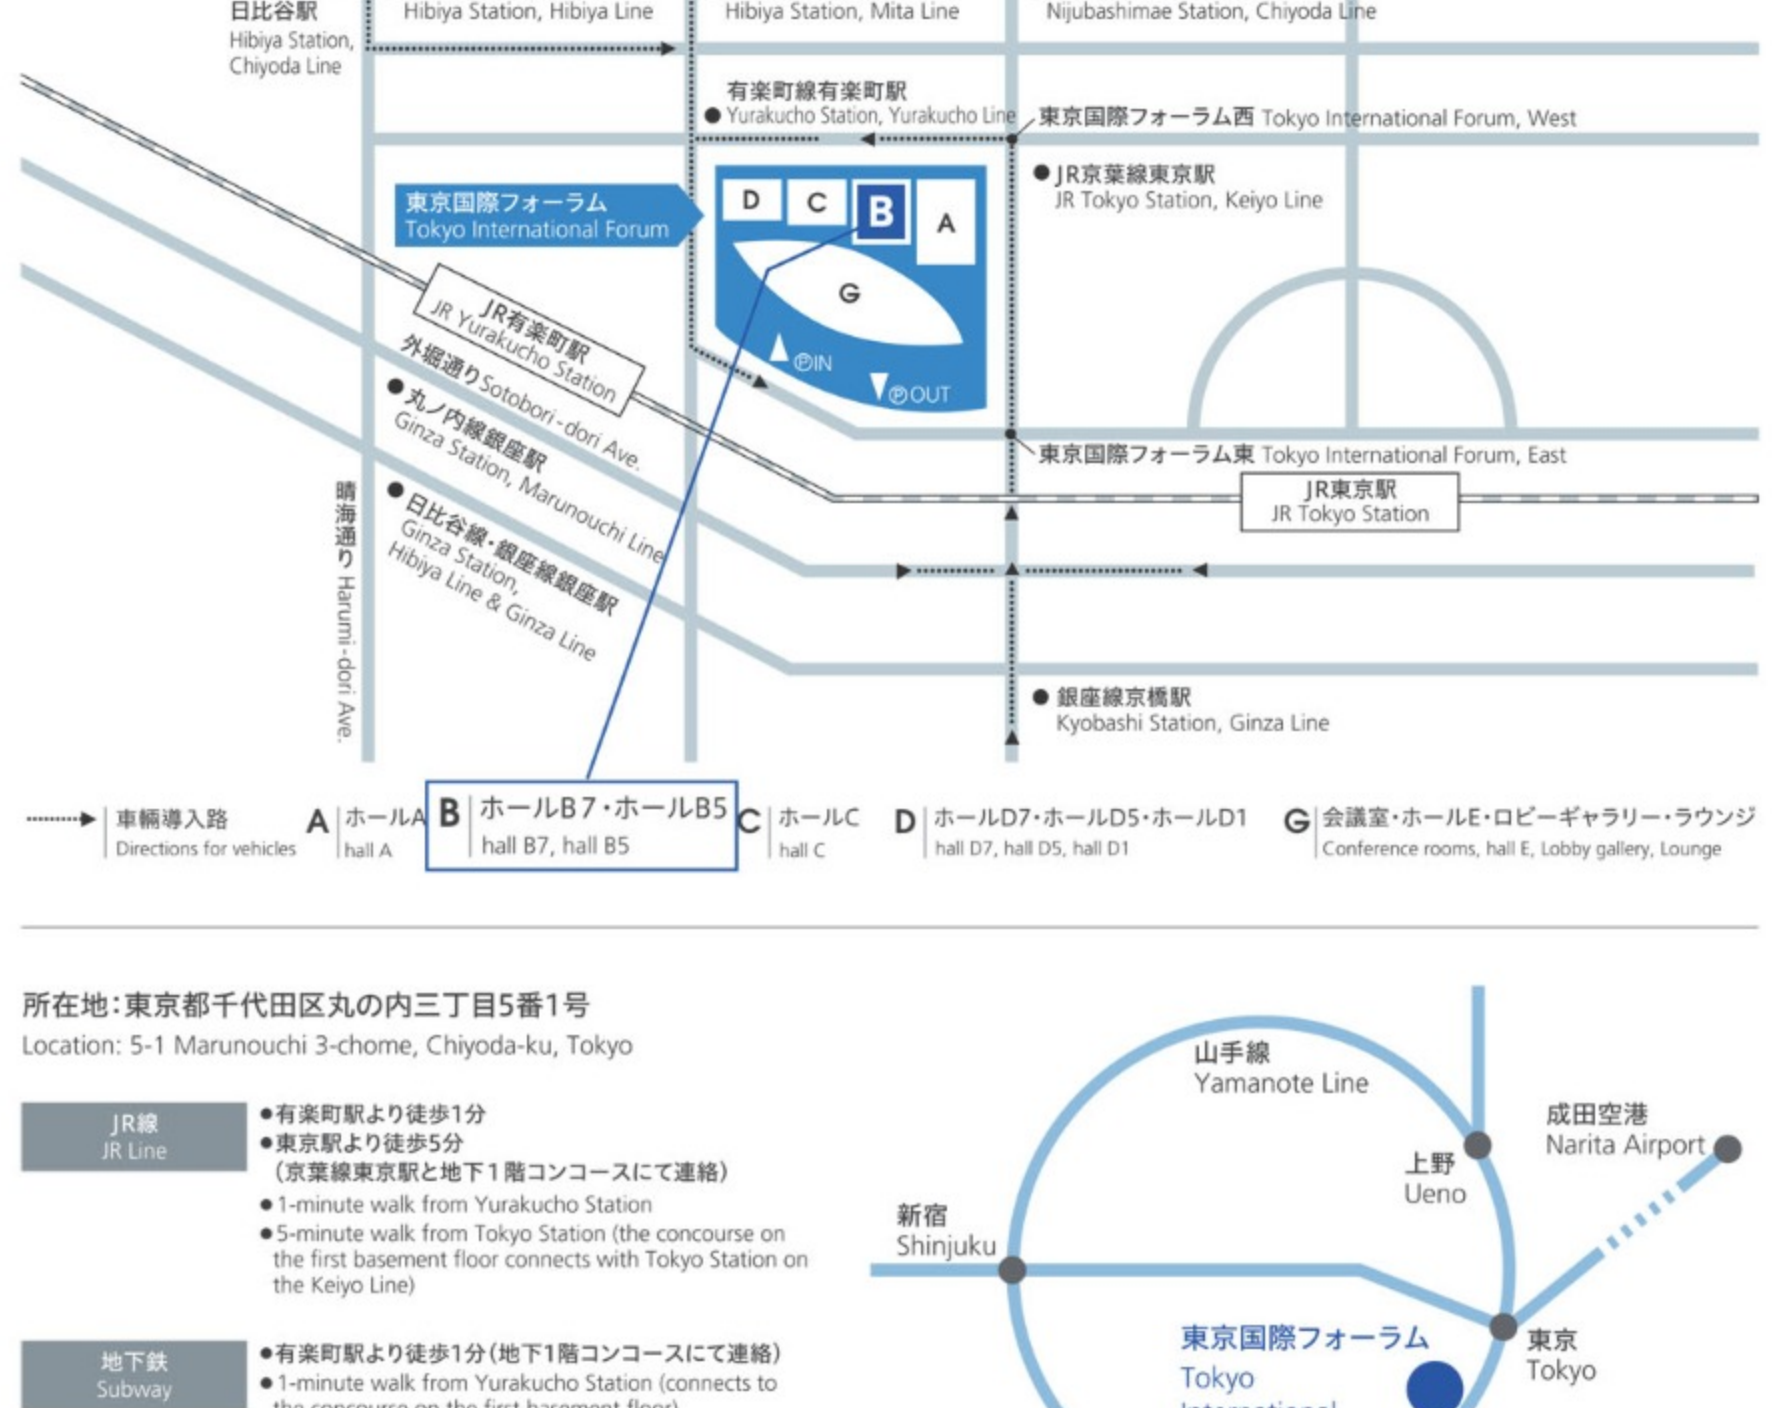 日比谷駅
Hibiya Station,
Chiyoda Line
Hibiya Station, Hibiya Line
Hibiya Station, Mita Line
Nijubashimae Station, Chiyoda Line
有楽町線有楽町駅
Yurakucho Station, Yurakucho Line
東京国際フォーラム西 Tokyo International Forum, West
JR京葉線東京駅
JR Tokyo Station, Keiyo Line
東京国際フォーラム
Tokyo International Forum
D
C
B
A
G
ⓅIN
ⓅOUT
JR有楽町駅
JR Yurakucho Station
外堀通り Sotobori-dori Ave.
丸ノ内線銀座駅
Ginza Station, Marunouchi Line
日比谷線・銀座線銀座駅
Ginza Station,
Hibiya Line & Ginza Line
晴海通り Harumi-dori Ave.
東京国際フォーラム東 Tokyo International Forum, East
JR東京駅
JR Tokyo Station
銀座線京橋駅
Kyobashi Station, Ginza Line
車輌導入路
Directions for vehicles
A
ホールA
hall A
B
ホールB7・ホールB5
hall B7, hall B5
C
ホールC
hall C
D
ホールD7・ホールD5・ホールD1
hall D7, hall D5, hall D1
G
会議室・ホールE・ロビーギャラリー・ラウンジ
Conference rooms, hall E, Lobby gallery, Lounge
所在地：東京都千代田区丸の内三丁目5番1号
Location: 5-1 Marunouchi 3-chome, Chiyoda-ku, Tokyo
JR線
JR Line
●有楽町駅より徒歩1分
●東京駅より徒歩5分
（京葉線東京駅と地下1階コンコースにて連絡）
●1-minute walk from Yurakucho Station
●5-minute walk from Tokyo Station (the concourse on
the first basement floor connects with Tokyo Station on
the Keiyo Line)
地下鉄
Subway
●有楽町駅より徒歩1分（地下1階コンコースにて連絡）
●1-minute walk from Yurakucho Station (connects to
the concourse on the first basement floor)
山手線
Yamanote Line
成田空港
Narita Airport
上野
Ueno
新宿
Shinjuku
東京国際フォーラム
Tokyo
International
東京
Tokyo